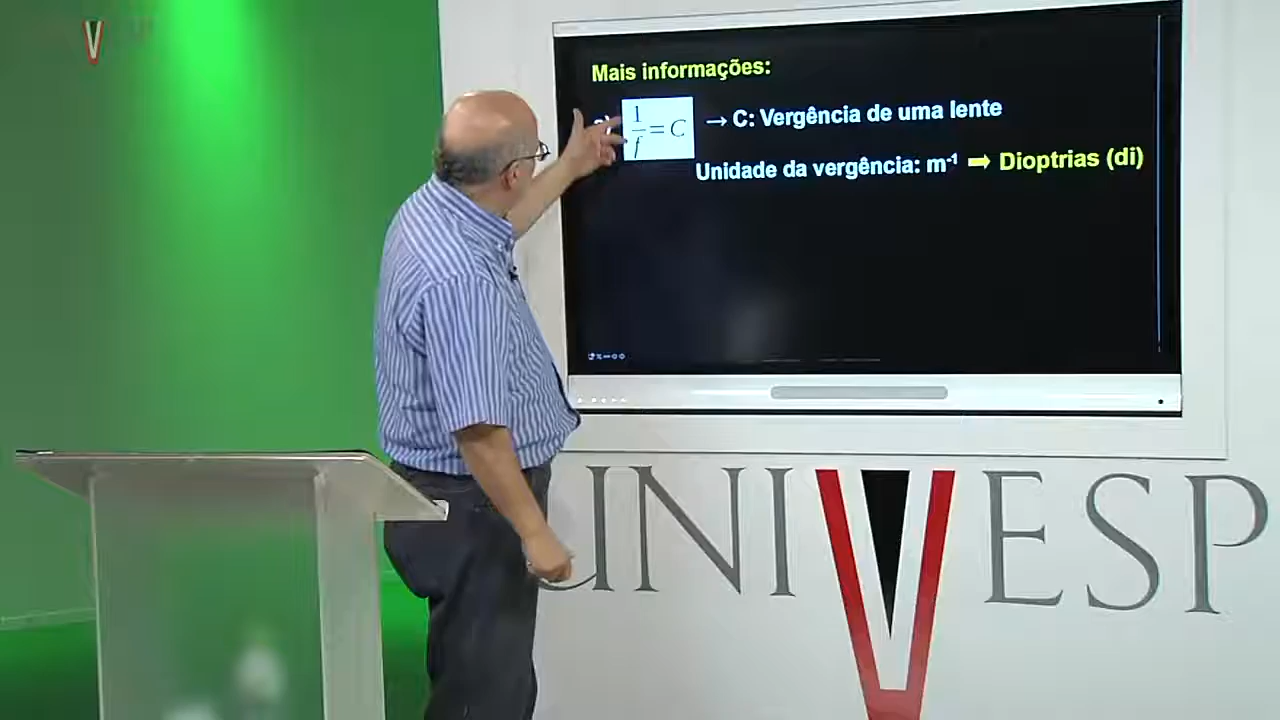 Mais informações:
1/f = C → C: Vergência de uma lente
Unidade da vergência: m⁻¹ ➡ Dioptrias (di)
UNIVESP
V